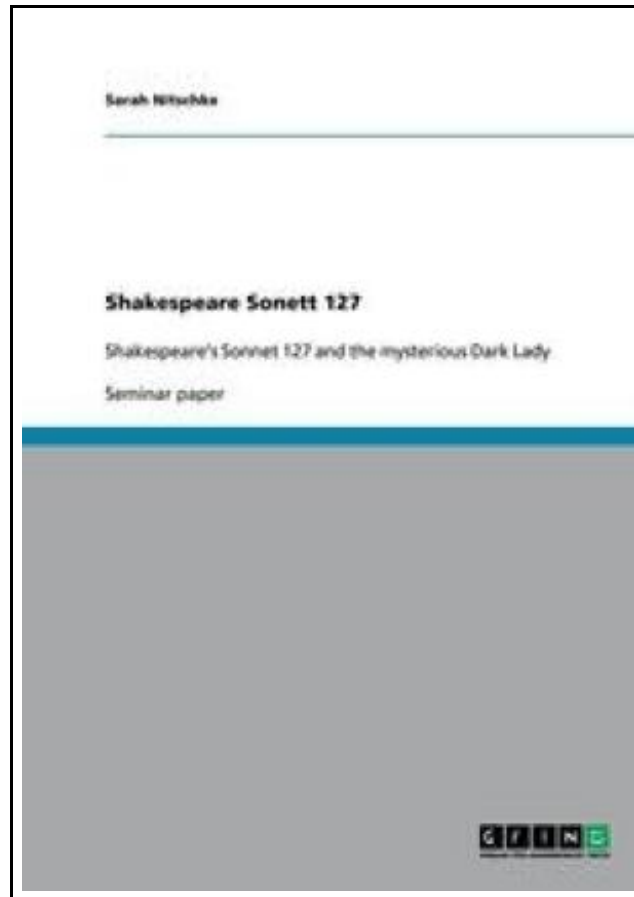 Sarah Nitschke
Shakespeare Sonett 127
Shakespeare's Sonnet 127 and the mysterious Dark Lady
Seminar paper
GRIN